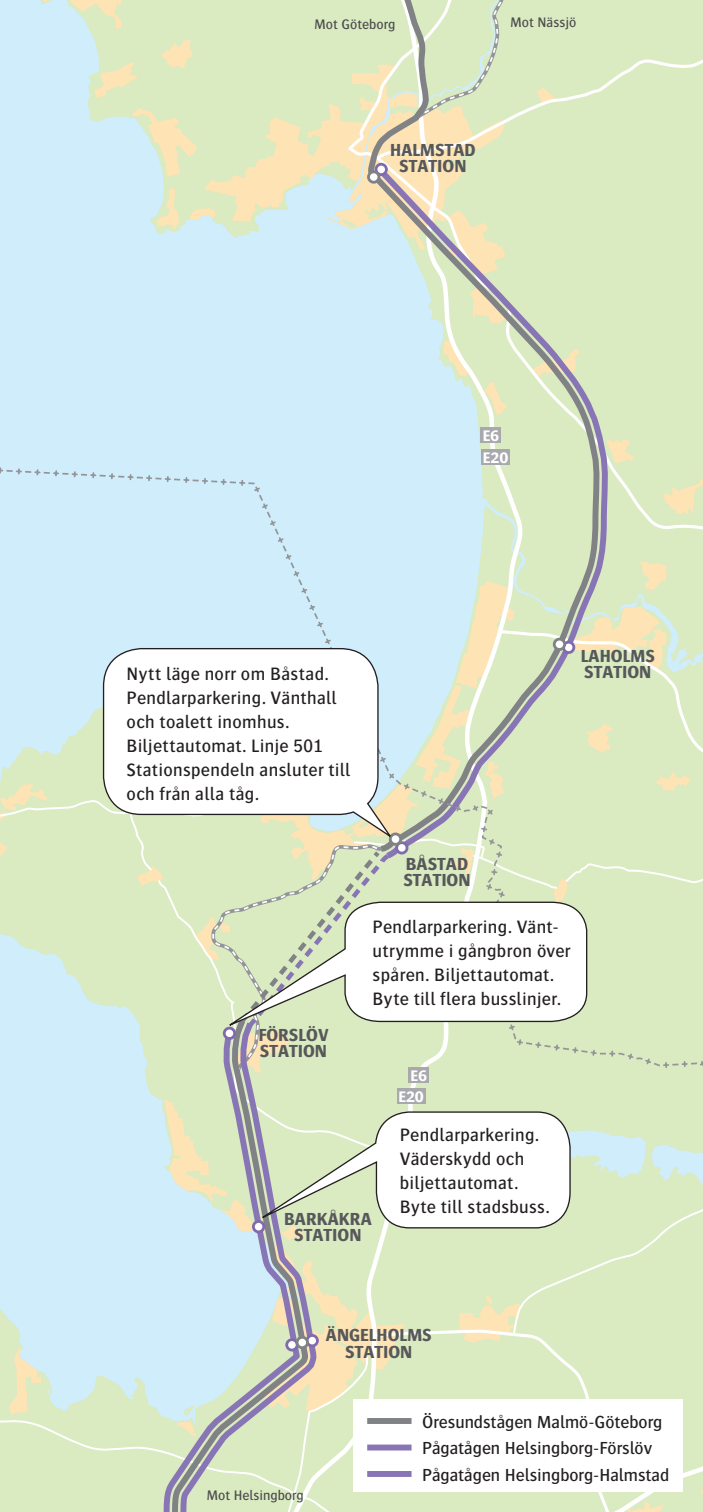 Mot Göteborg
Mot Nässjö
HALMSTAD
STATION
E6
E20
LAHOLMS
STATION
Nytt läge norr om Båstad.
Pendlarparkering. Vänthall
och toalett inomhus.
Biljettautomat. Linje 501
Stationspendeln ansluter till
och från alla tåg.
BÅSTAD
STATION
Pendlarparkering. Vänt-
utrymme i gångbron över
spåren. Biljettautomat.
Byte till flera busslinjer.
FÖRSLÖV
STATION
E6
E20
Pendlarparkering.
Väderskydd och
biljettautomat.
Byte till stadsbuss.
BARKÅKRA
STATION
ÄNGELHOLMS
STATION
Öresundstågen Malmö-Göteborg
Pågatågen Helsingborg-Förslöv
Pågatågen Helsingborg-Halmstad
Mot Helsingborg